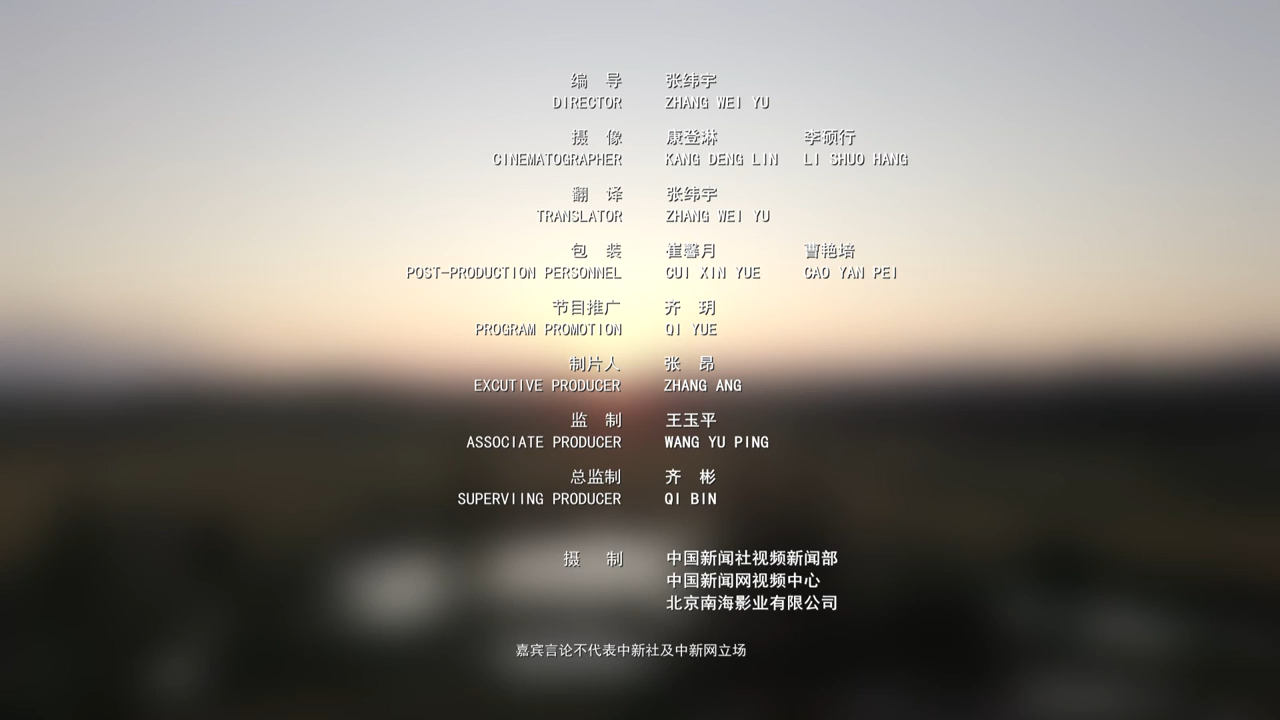 编 导 张纬宇
DIRECTOR ZHANG WEI YU
摄 像 康登淋 李硕行
CINEMATOGRAPHER KANG DENG LIN LI SHUO HANG
翻 译 张纬宇
TRANSLATOR ZHANG WEI YU
包 装 崔馨月 曹艳培
POST-PRODUCTION PERSONNEL CUI XIN YUE CAO YAN PEI
节目推广 齐 玥
PROGRAM PROMOTION QI YUE
制片人 张 昂
EXCUTIVE PRODUCER ZHANG ANG
监 制 王玉平
ASSOCIATE PRODUCER WANG YU PING
总监制 齐 彬
SUPERVIING PRODUCER QI BIN
摄 制 中国新闻社视频新闻部
中国新闻网视频中心
北京南海影业有限公司
嘉宾言论不代表中新社及中新网立场